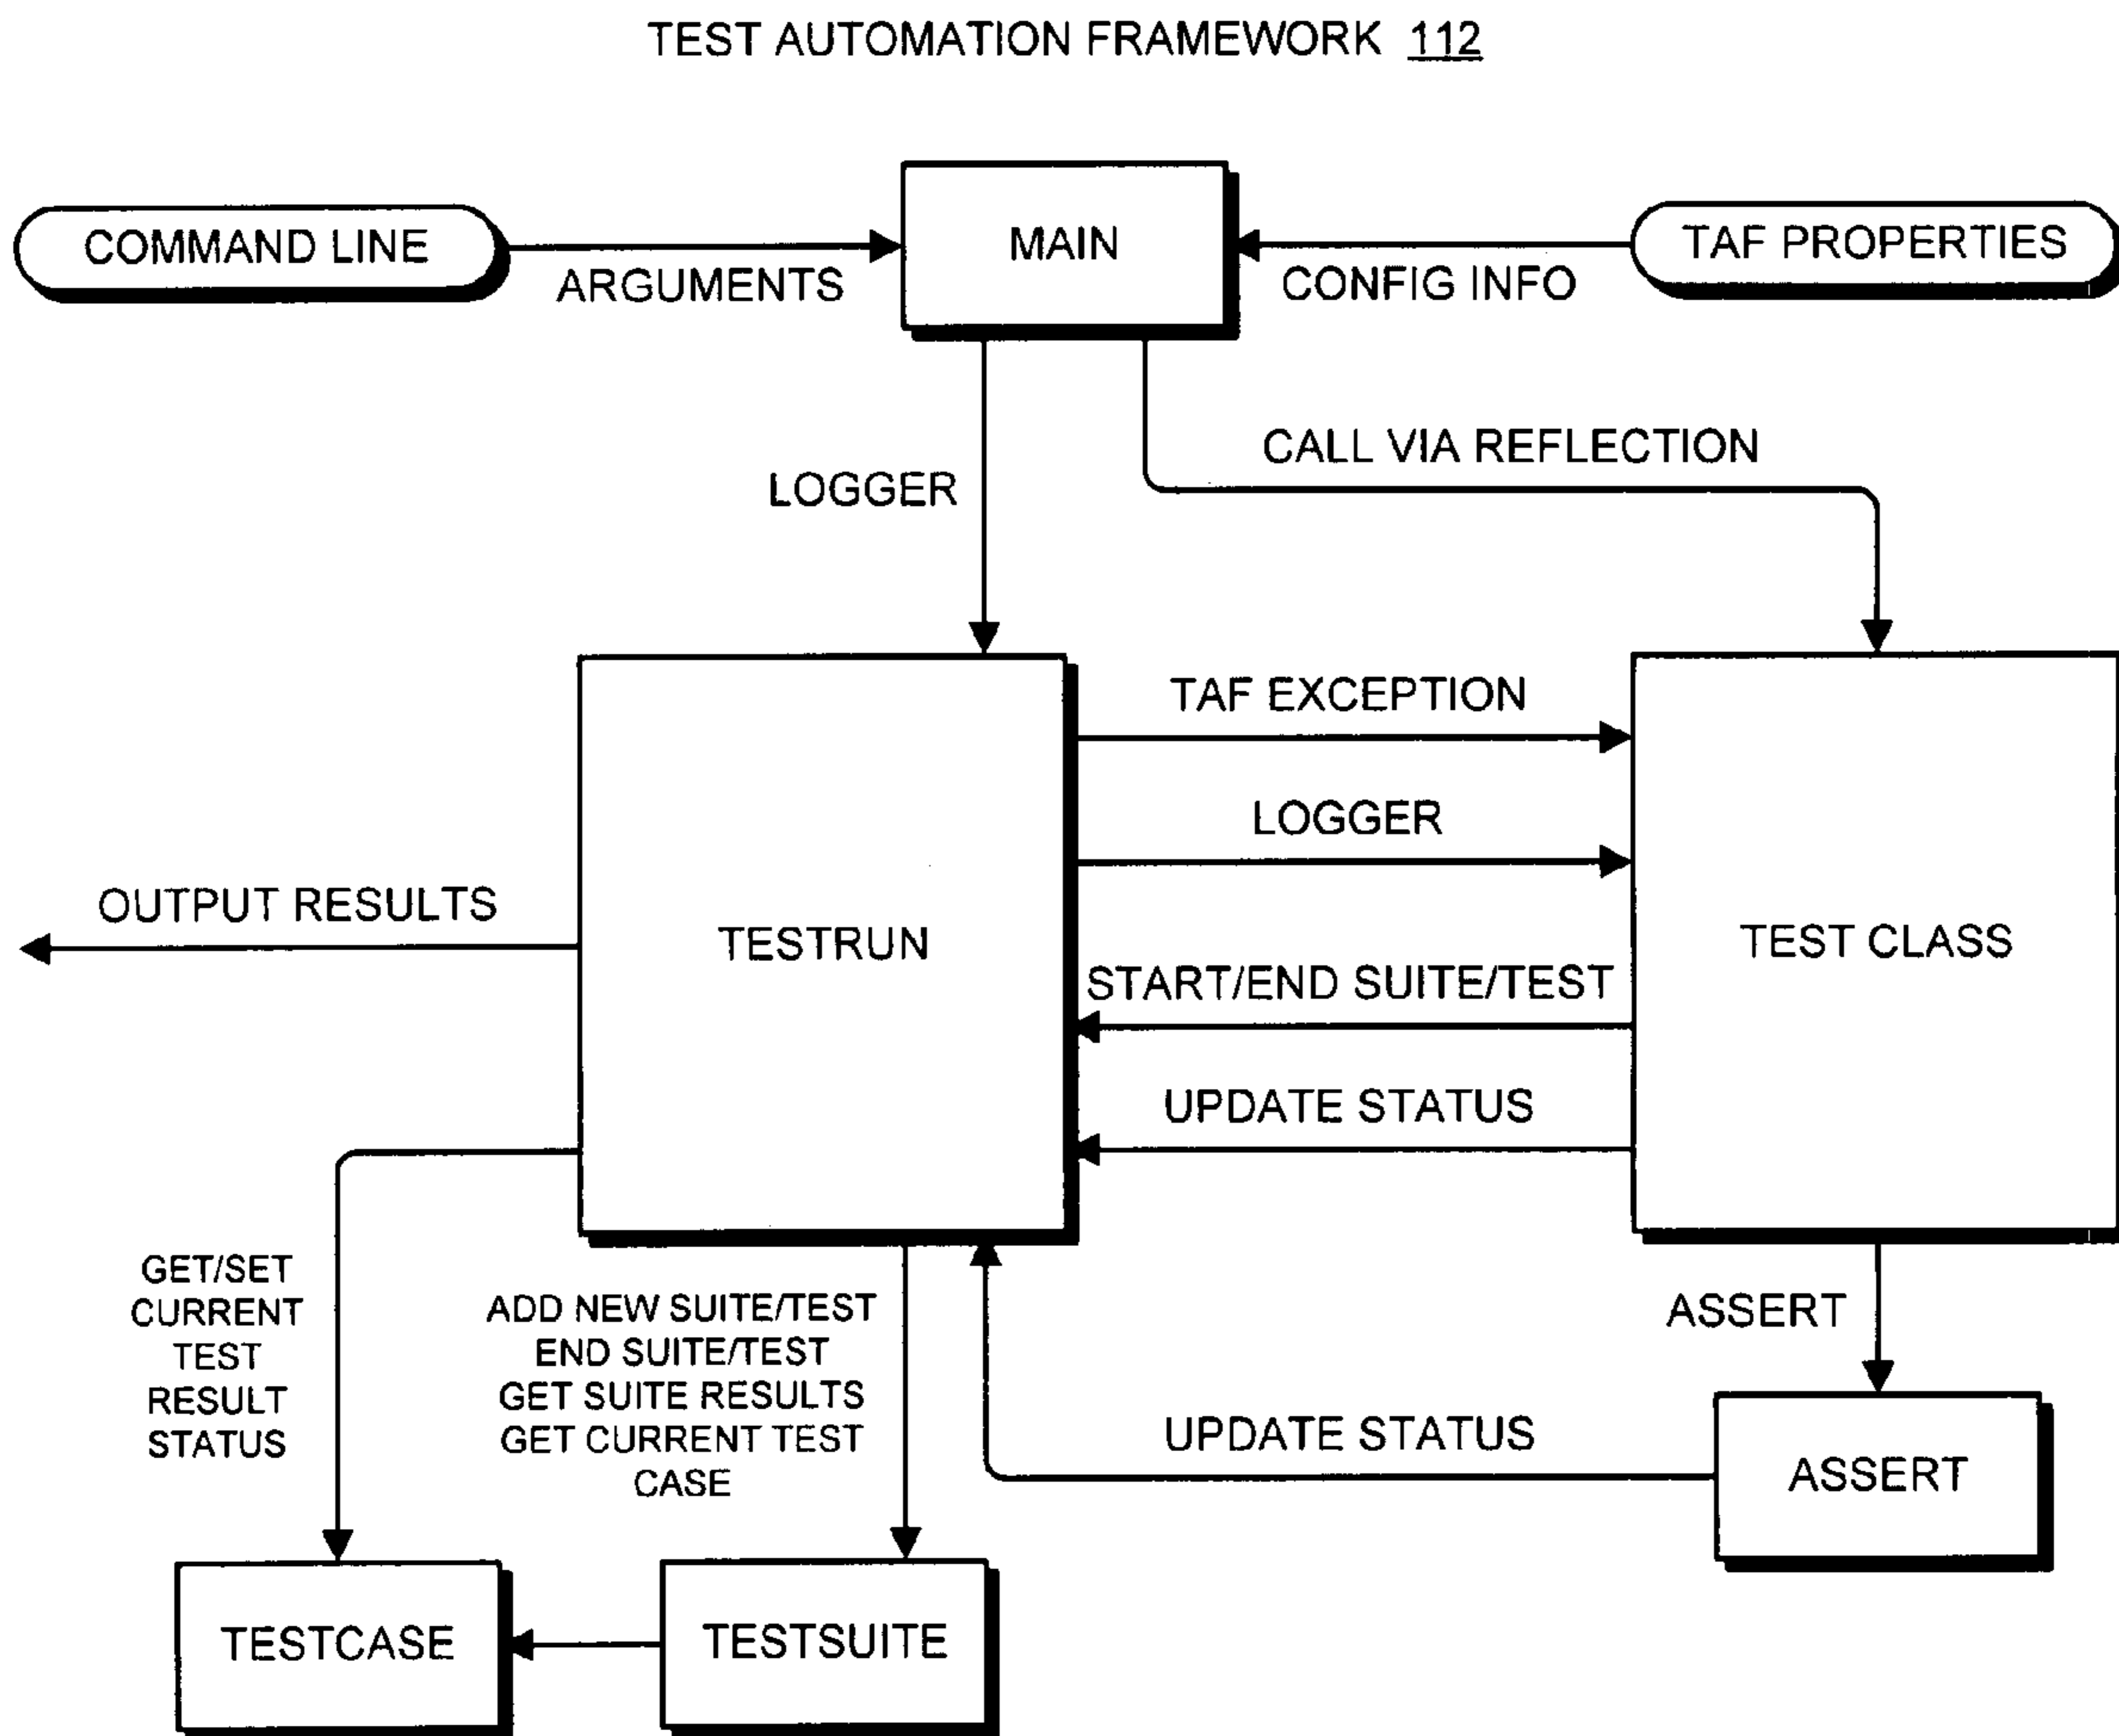 TEST AUTOMATION FRAMEWORK 112
COMMAND LINE
ARGUMENTS
MAIN
CONFIG INFO
TAF PROPERTIES
LOGGER
CALL VIA REFLECTION
TAF EXCEPTION
LOGGER
OUTPUT RESULTS
TESTRUN
TEST CLASS
START/END SUITE/TEST
UPDATE STATUS
GET/SET
CURRENT
TEST
RESULT
STATUS
ADD NEW SUITE/TEST
END SUITE/TEST
GET SUITE RESULTS
GET CURRENT TEST
CASE
ASSERT
UPDATE STATUS
ASSERT
TESTCASE
TESTSUITE